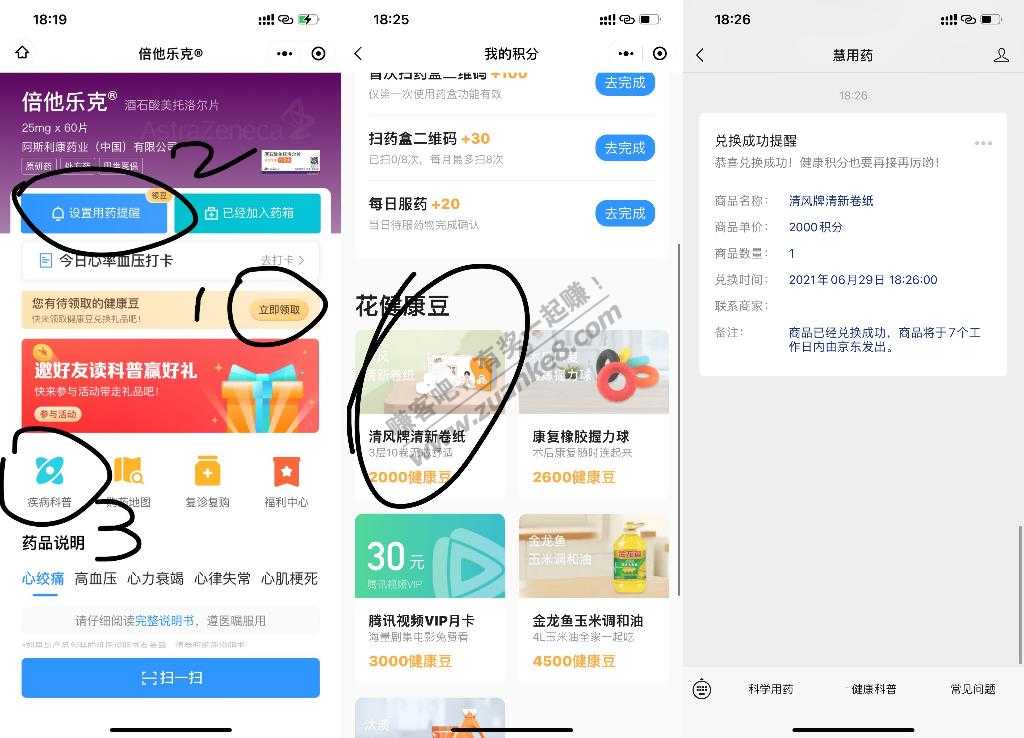 18:19
倍他乐克®
倍他乐克® 酒石酸美托洛尔片
AstraZeneca
25mg x 60片
阿斯利康药业（中国）有限公司
原研药 处方药 甲类医保
2
领豆
设置用药提醒
已经加入药箱
今日心率血压打卡
去打卡 >
您有待领取的健康豆
快来领取健康豆兑换礼品吧！
1
立即领取
邀好友读科普赢好礼
快来参与活动带走礼品吧！
参与活动
疾病科普 购药地图 复诊复购 福利中心
3
药品说明
心绞痛 高血压 心力衰竭 心律失常 心肌梗死
请仔细阅读完整说明书，遵医嘱服用
扫一扫
18:25
我的积分
首次扫药盒二维码 +100
仅第一次使用药盒功能有效
去完成
扫药盒二维码 +30
已扫0/8次，每月最多扫8次
去完成
每日服药 +20
当日待服药物完成确认
去完成
花健康豆
清风牌清新卷纸
2000健康豆
康复橡胶握力球
术后康复随时连起来
2600健康豆
30元
腾讯视频VIP
腾讯视频VIP月卡
海量剧集电影免费看
3000健康豆
金龙鱼
玉米调和油
金龙鱼玉米调和油
4L玉米油全家一起吃
4500健康豆
赚客吧，有奖一起赚！
www.zuanke8.com
18:26
慧用药
18:26
兑换成功提醒
恭喜兑换成功！健康积分也要再接再厉哟！
商品名称： 清风牌清新卷纸
商品单价： 2000积分
商品数量： 1
兑换时间： 2021年06月29日 18:26:00
联系商家：
备注： 商品已经兑换成功，商品将于7个工
作日内由京东发出。
科学用药 健康科普 常见问题